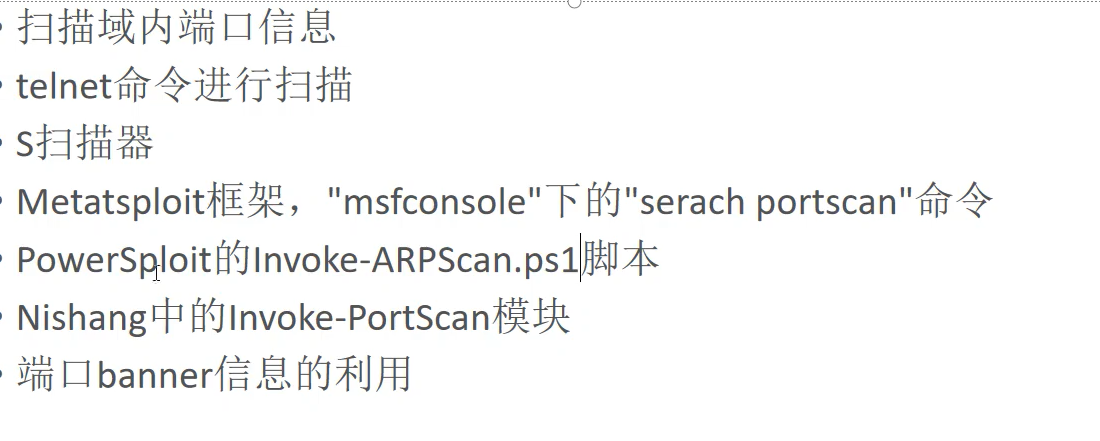 • 扫描域内端口信息
• telnet命令进行扫描
• S扫描器
• Metatsploit框架，"msfconsole"下的"serach portscan"命令
• PowerSploit的Invoke-ARPScan.ps1脚本
• Nishang中的Invoke-PortScan模块
• 端口banner信息的利用